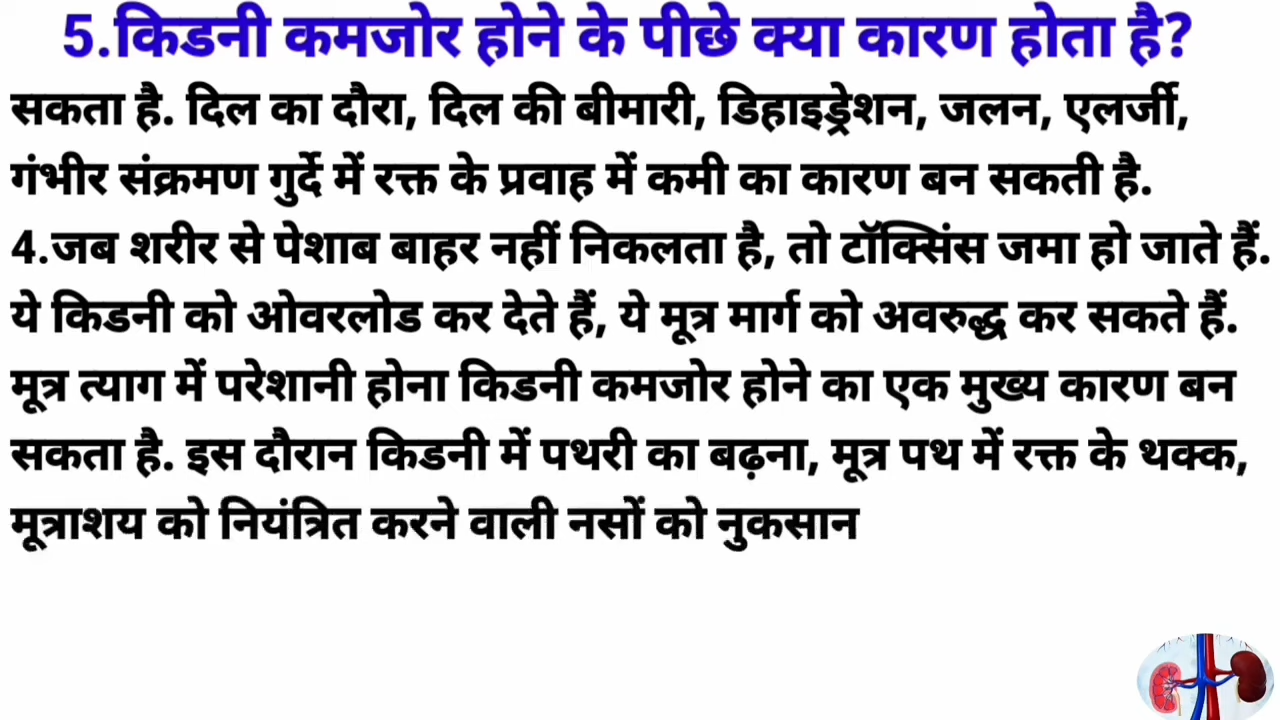 5.किडनी कमजोर होने के पीछे क्या कारण होता है?
सकता है. दिल का दौरा, दिल की बीमारी, डिहाइड्रेशन, जलन, एलर्जी,
गंभीर संक्रमण गुर्दे में रक्त के प्रवाह में कमी का कारण बन सकती है.
4.जब शरीर से पेशाब बाहर नहीं निकलता है, तो टॉक्सिंस जमा हो जाते हैं.
ये किडनी को ओवरलोड कर देते हैं, ये मूत्र मार्ग को अवरुद्ध कर सकते हैं.
मूत्र त्याग में परेशानी होना किडनी कमजोर होने का एक मुख्य कारण बन
सकता है. इस दौरान किडनी में पथरी का बढ़ना, मूत्र पथ में रक्त के थक्क,
मूत्राशय को नियंत्रित करने वाली नसों को नुकसान